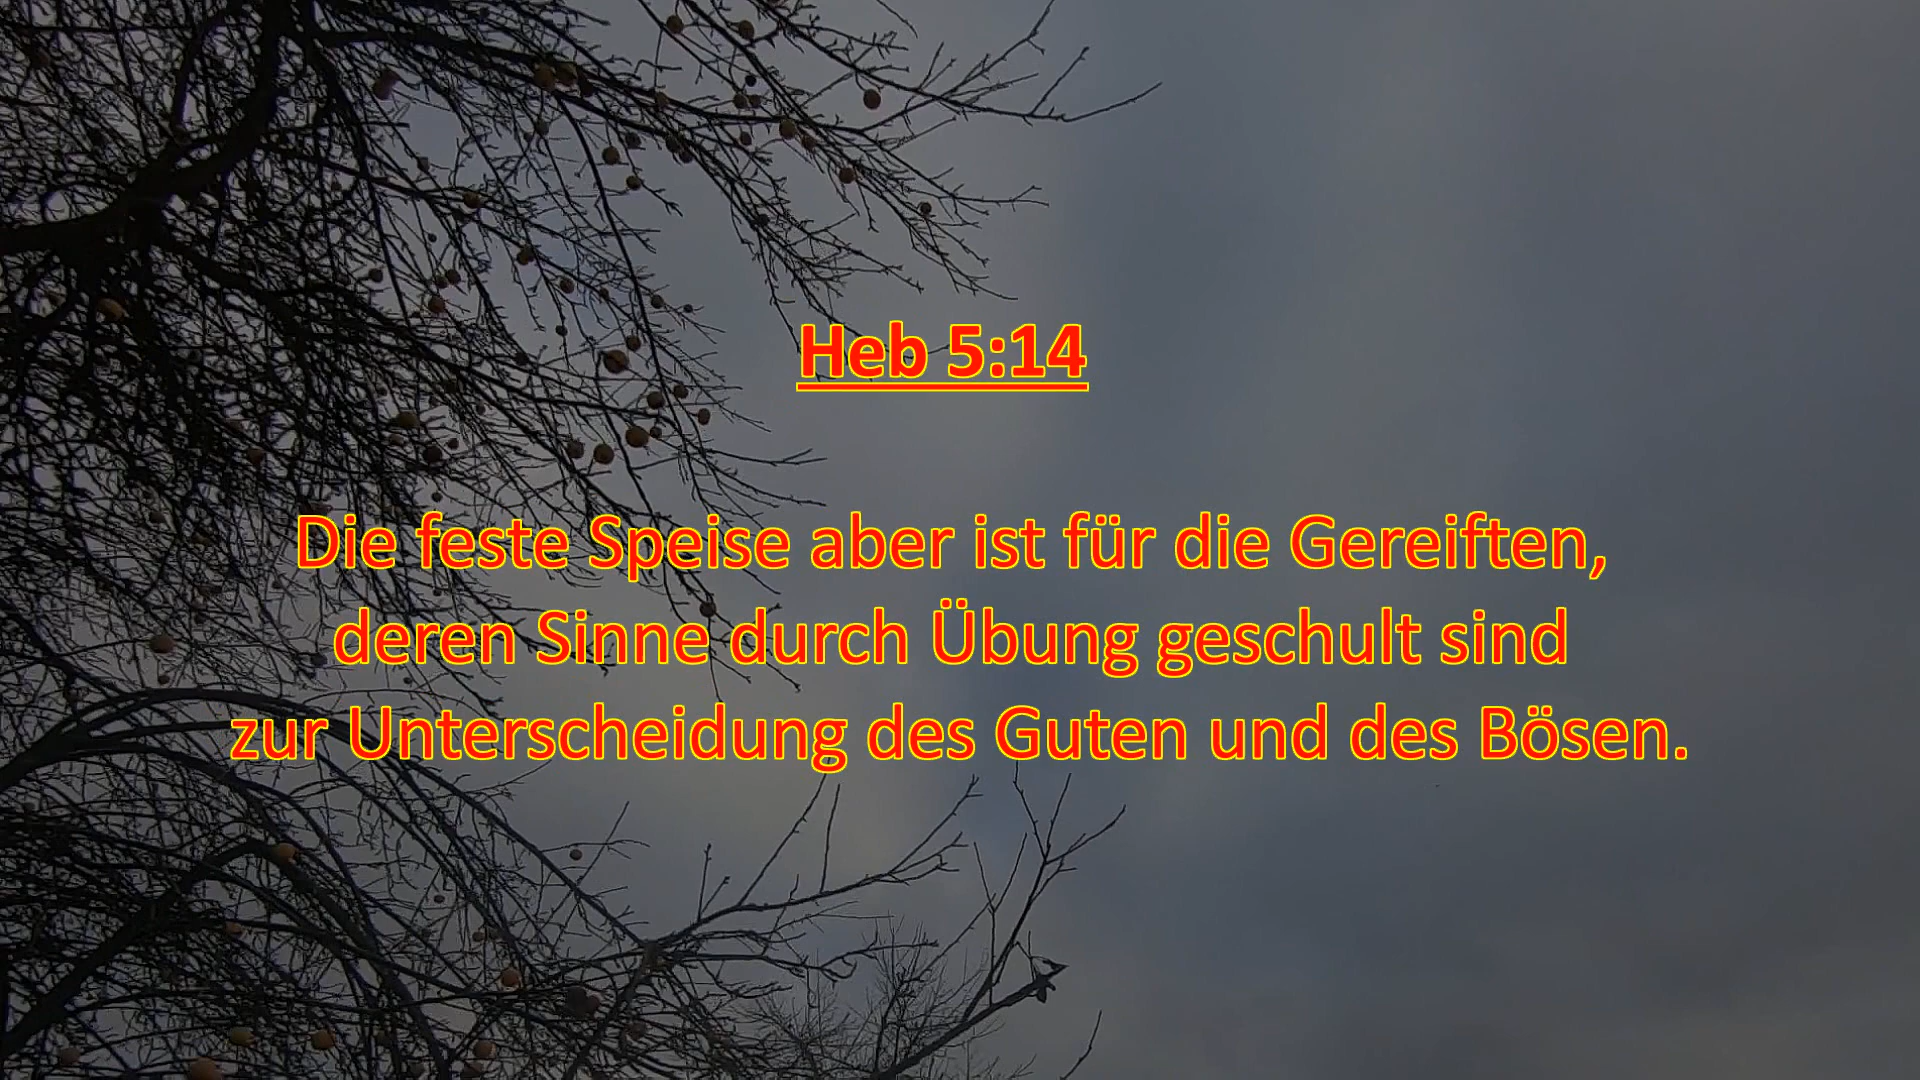 Heb 5:14
Die feste Speise aber ist für die Gereiften,
deren Sinne durch Übung geschult sind
zur Unterscheidung des Guten und des Bösen.